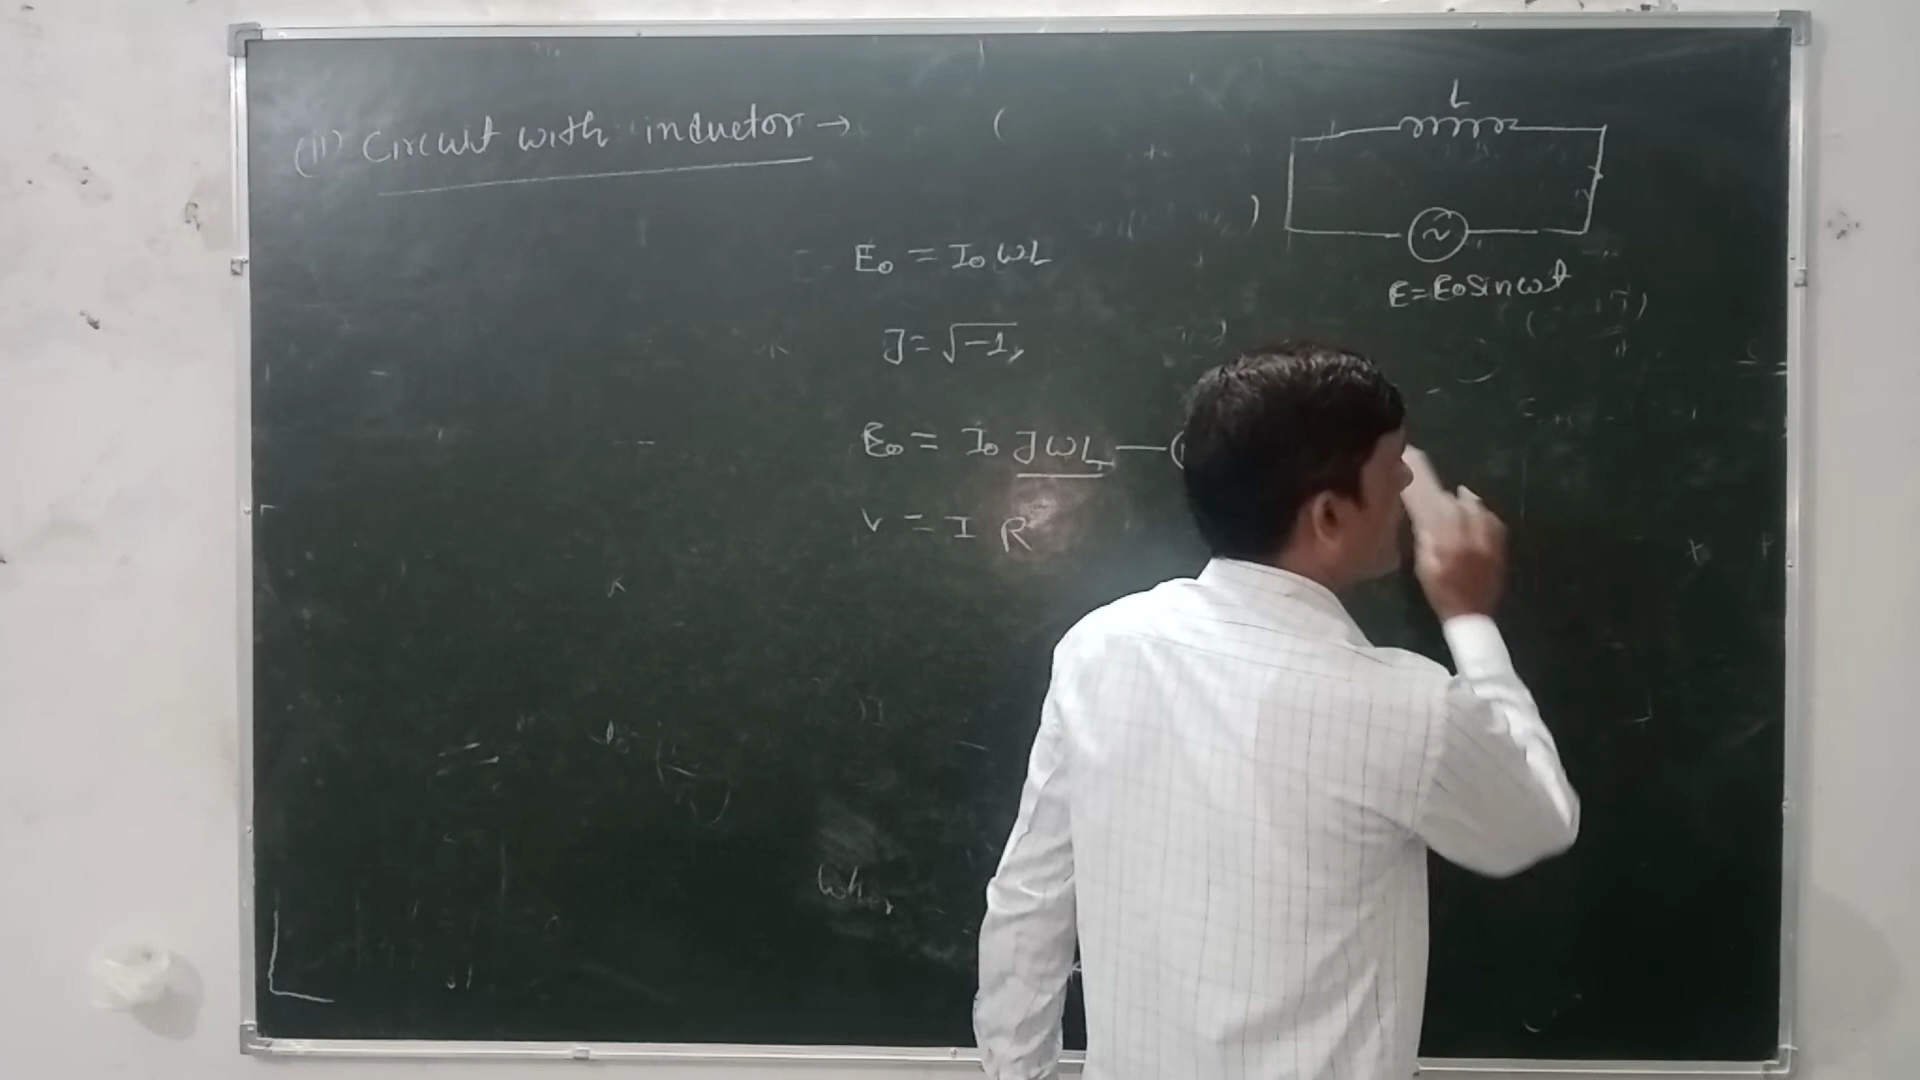 (ii) Circuit with inductor →
L
E₀ = I₀ ωL
E = E₀ sin ωt
J = √-1,
E₀ = I₀ JωL — (
V = I R